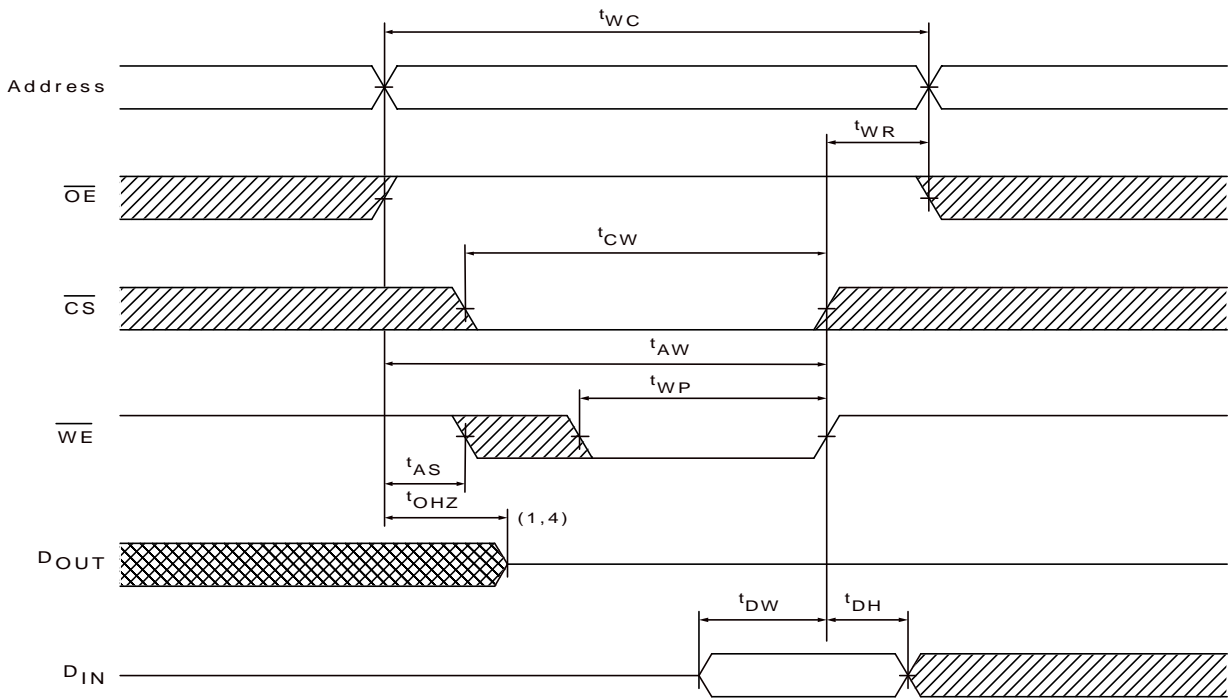 tWC
Address
tWR
OE
tCW
CS
tAW
tWP
WE
tAS
tOHZ
(1,4)
DOUT
tDW
tDH
DIN